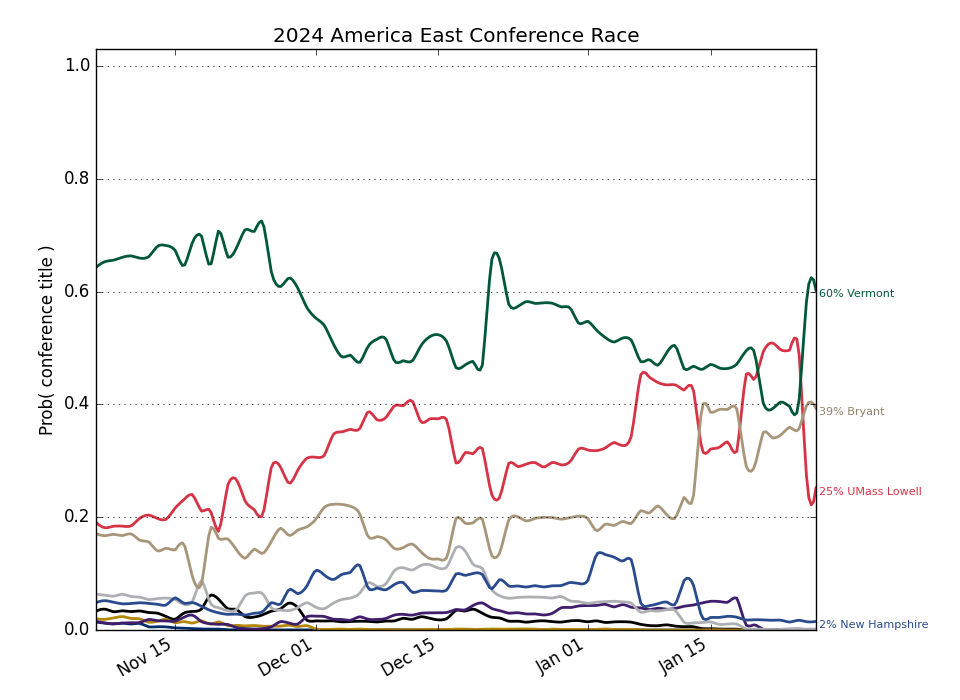 2024 America East Conference Race
Prob( conference title )
1.0
0.8
0.6
0.4
0.2
0.0
60% Vermont
39% Bryant
25% UMass Lowell
2% New Hampshire
Nov 15
Dec 01
Dec 15
Jan 01
Jan 15